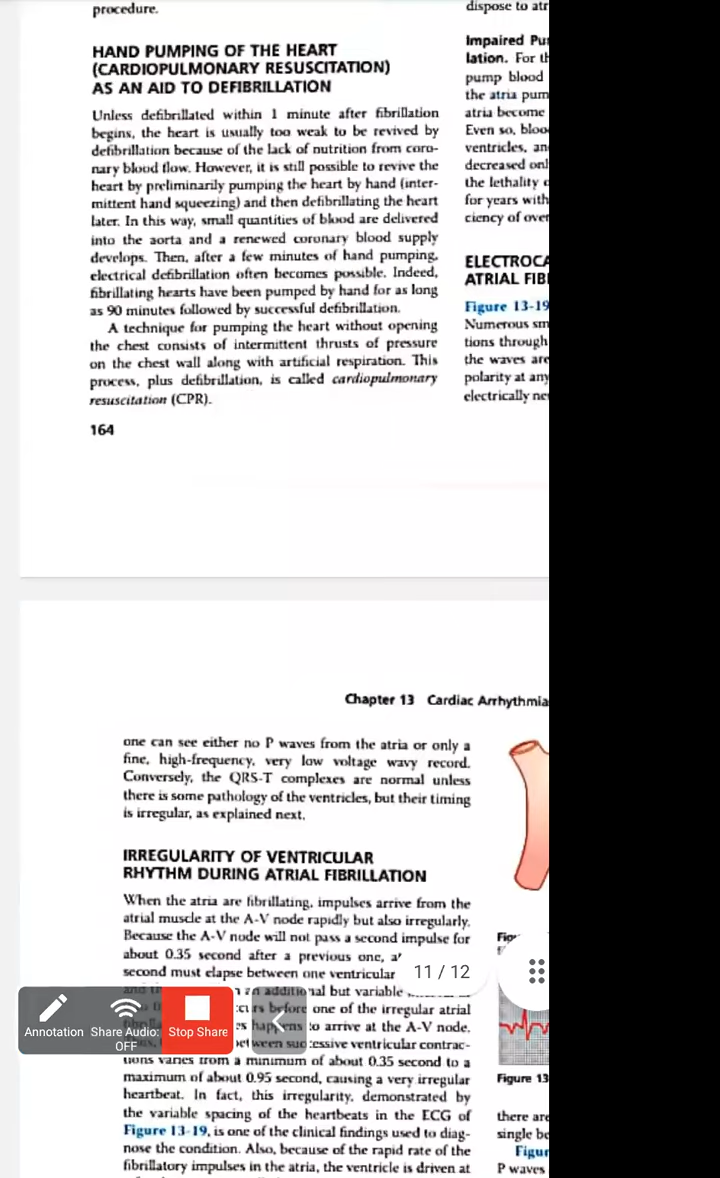 procedure.
HAND PUMPING OF THE HEART
(CARDIOPULMONARY RESUSCITATION)
AS AN AID TO DEFIBRILLATION
Unless defibrillated within 1 minute after fibrillation
begins, the heart is usually too weak to be revived by
defibrillation because of the lack of nutrition from coro-
nary blood flow. However, it is still possible to revive the
heart by preliminarily pumping the heart by hand (inter-
mittent hand squeezing) and then defibrillating the heart
later. In this way, small quantities of blood are delivered
into the aorta and a renewed coronary blood supply
develops. Then, after a few minutes of hand pumping,
electrical defibrillation often becomes possible. Indeed,
fibrillating hearts have been pumped by hand for as long
as 90 minutes followed by successful defibrillation.
A technique for pumping the heart without opening
the chest consists of intermittent thrusts of pressure
on the chest wall along with artificial respiration. This
process, plus defibrillation, is called cardiopulmonary
resuscitation (CPR).
164
dispose to atr
Impaired Pu
lation. For th
pump blood
the atria pum
atria become
Even so, bloo
ventricles, an
decreased onl
the lethality
for years with
ciency of over
ELECTROCA
ATRIAL FIB
Figure 13-19
Numerous sm
tions through
the waves are
polarity at any
electrically ne
Chapter 13 Cardiac Arrhythmia
one can see either no P waves from the atria or only a
fine, high-frequency, very low voltage wavy record.
Conversely, the QRS-T complexes are normal unless
there is some pathology of the ventricles, but their timing
is irregular, as explained next.
IRREGULARITY OF VENTRICULAR
RHYTHM DURING ATRIAL FIBRILLATION
When the atria are fibrillating, impulses arrive from the
atrial muscle at the A-V node rapidly but also irregularly.
Because the A-V node will not pass a second impulse for
about 0.35 second after a previous one, a
second must elapse between one ventricular
additional but variable
before one of the irregular atrial
to arrive at the A-V node.
between successive ventricular contrac-
tions varies from a minimum of about 0.35 second to a
maximum of about 0.95 second, causing a very irregular
heartbeat. In fact, this irregularity, demonstrated by
the variable spacing of the heartbeats in the ECG of
Figure 13-19, is one of the clinical findings used to diag-
nose the condition. Also, because of the rapid rate of the
fibrillatory impulses in the atria, the ventricle is driven at
11 / 12
Annotation
Share Audio: OFF
Stop Share
Figure 13
there are
single be
Figur
P waves